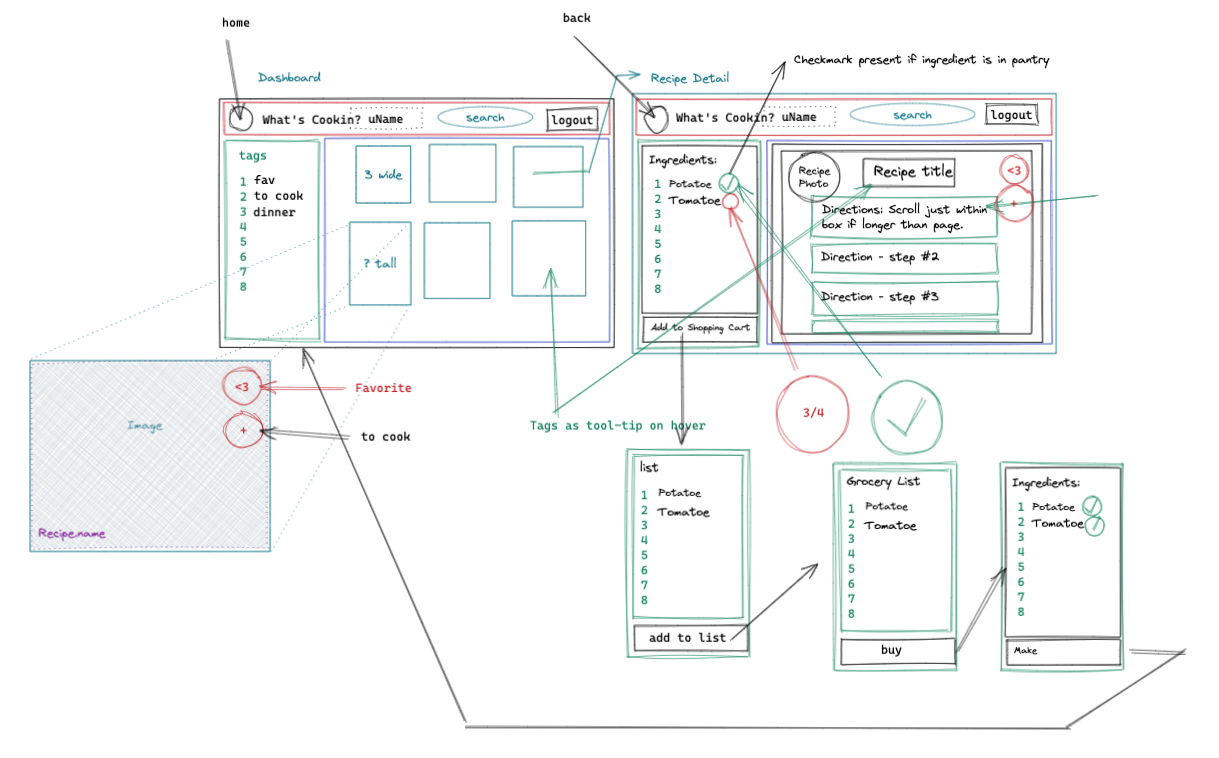 home
back
Checkmark present if ingredient is in pantry
Dashboard
Recipe Detail
What's Cookin? uName
search
logout
tags
1 fav
2 to cook
3 dinner
4
5
6
7
8
3 wide
? tall
What's Cookin? uName
search
logout
Ingredients:
1 Potatoe
2 Tomatoe
3
4
5
6
7
8
Add to Shopping Cart
Recipe
Photo
Recipe title
<3
+
Directions: Scroll just within
box if longer than page.
Direction - step #2
Direction - step #3
<3
Favorite
+
to cook
Image
Recipe.name
Tags as tool-tip on hover
3/4
list
1 Potatoe
2 Tomatoe
3
4
5
6
7
8
add to list
Grocery List
1 Potatoe
2 Tomatoe
3
4
5
6
7
8
buy
Ingredients:
1 Potatoe
2 Tomatoe
3
4
5
6
7
8
Make